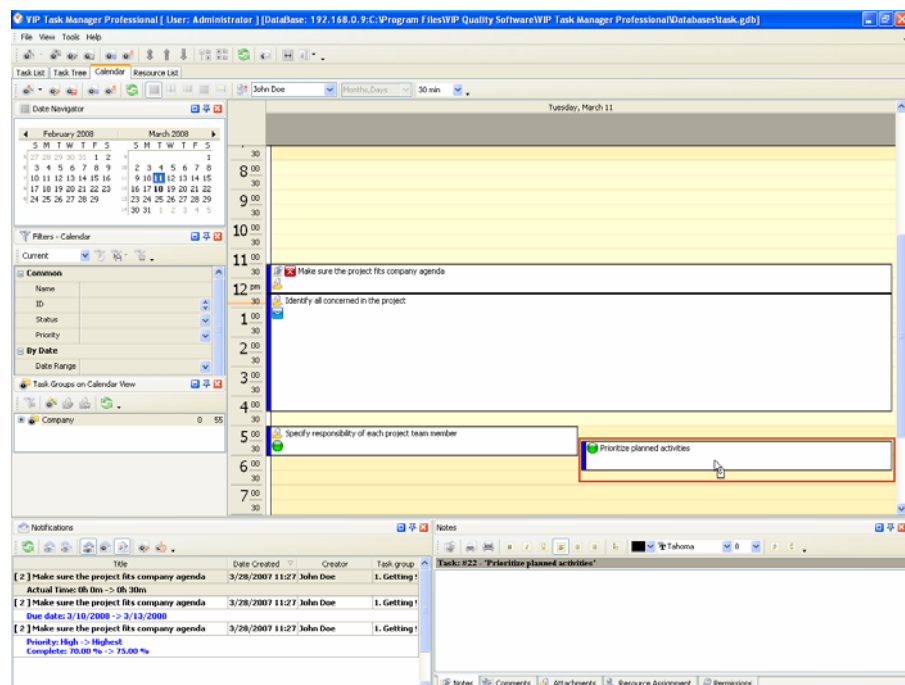 VIP Task Manager Professional [ User: Administrator ] [DataBase: 192.168.0.9:C:\Program Files\VIP Quality Software\VIP Task Manager Professional\Databases\task.gdb]
File View Tools Help
Task List Task Tree Calendar Resource List
John Doe Months,Days 30 min
Date Navigator
February 2008 March 2008
S M T W T F S S M T W T F S
27 28 29 30 31 1 2 1
3 4 5 6 7 8 9 2 3 4 5 6 7 8
10 11 12 13 14 15 16 9 10 11 12 13 14 15
17 18 19 20 21 22 23 16 17 18 19 20 21 22
24 25 26 27 28 29 23 24 25 26 27 28 29
30 31 1 2 3 4 5
Filters - Calendar
Current
Common
Name
ID
Status
Priority
By Date
Date Range
Task Groups on Calendar View
Company 0 55
Tuesday, March 11
30
8 00
30
9 00
30
10 00
30
11 00
30 Make sure the project fits company agenda
12 pm
30 Identify all concerned in the project
1 00
30
2 00
30
3 00
30
4 00
30
5 00 Specify responsibility of each project team member
30 Prioritize planned activities
6 00
30
7 00
30
Notifications
Title Date Created Creator Task group
[ 2 ] Make sure the project fits company agenda 3/28/2007 11:27 John Doe 1. Getting
Actual Time: 0h 0m -> 0h 30m
[ 2 ] Make sure the project fits company agenda 3/28/2007 11:27 John Doe 1. Getting
Due date: 3/10/2008 -> 3/13/2008
[ 2 ] Make sure the project fits company agenda 3/28/2007 11:27 John Doe 1. Getting
Priority: High -> Highest
Complete: 70.00 % -> 75.00 %
Notes
Tahoma 8
Task: #22 - 'Prioritize planned activities'
Notes Comments Attachments Resource Assignment Permissions